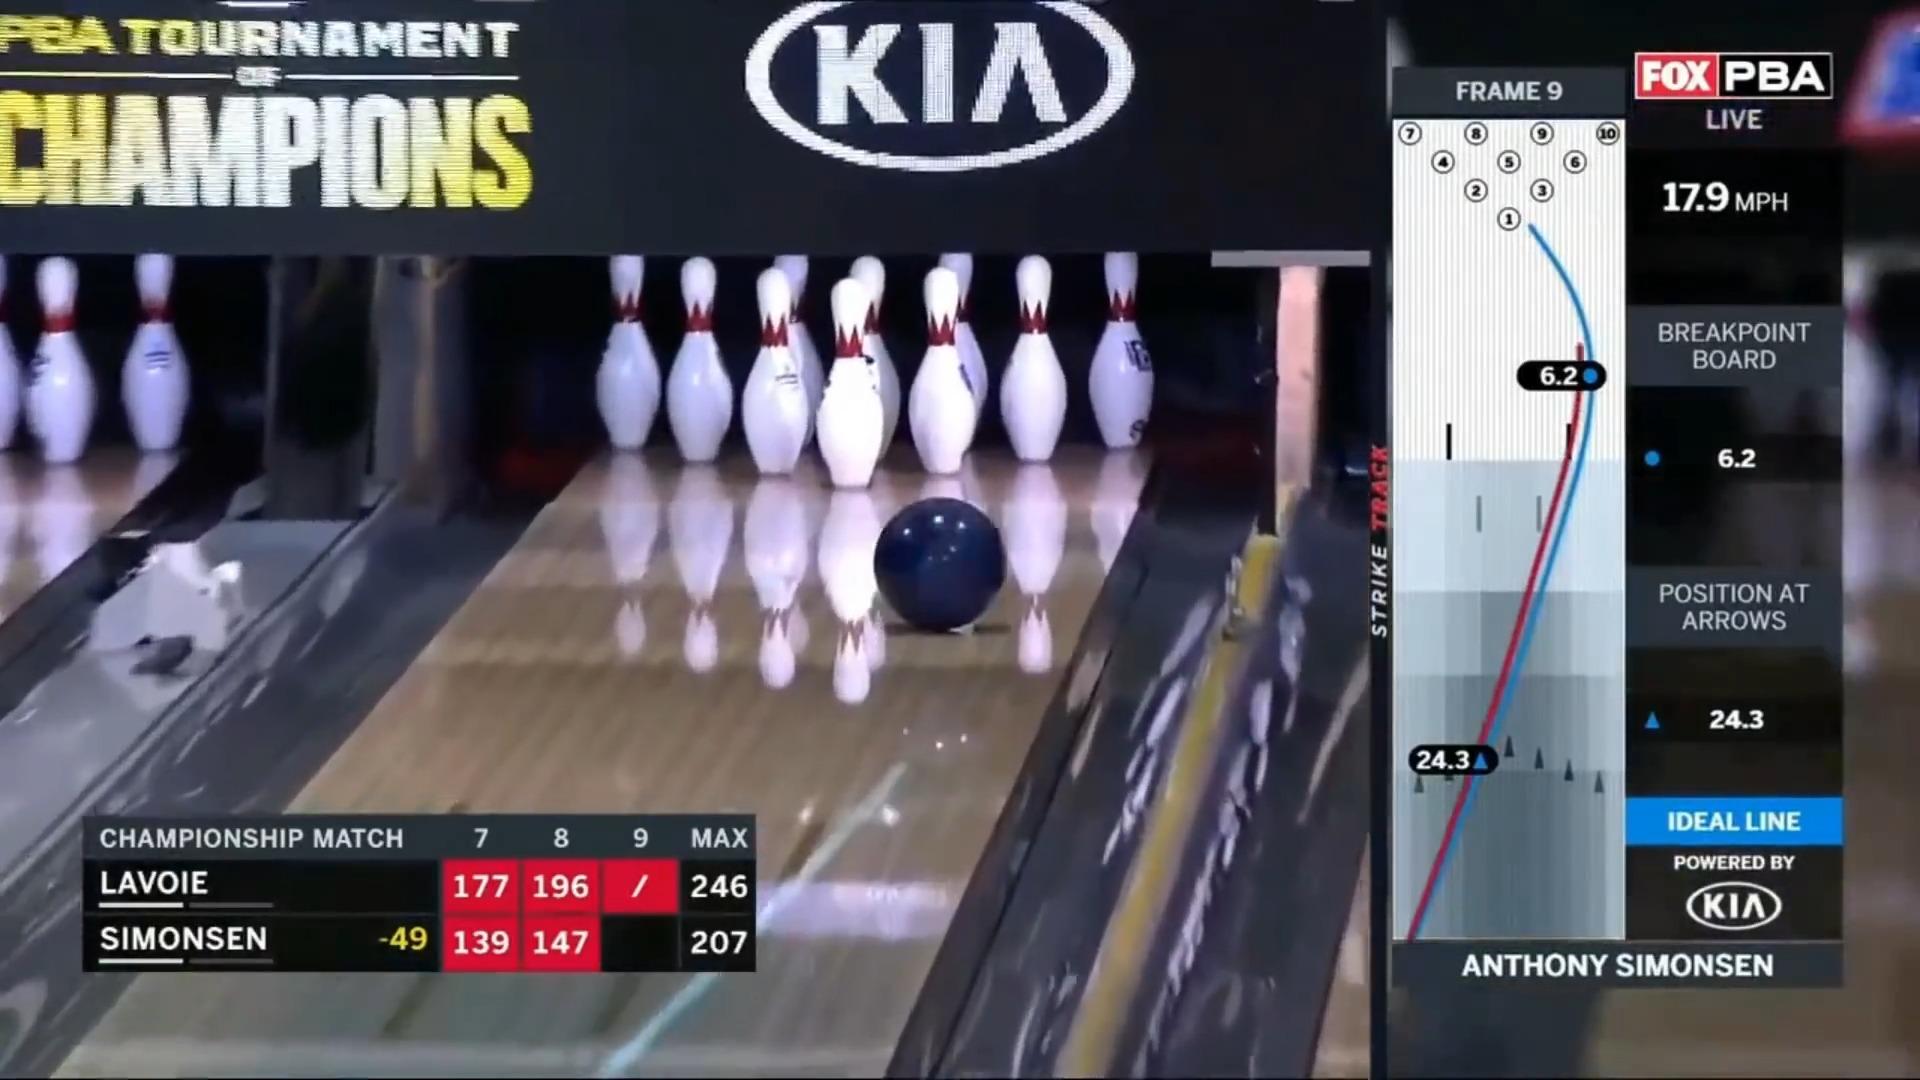 PBA TOURNAMENT
OF
CHAMPIONS
KIA
FRAME 9
7 8 9 10
4 5 6
2 3
1
6.2
24.3
STRIKE TRACK
FOX PBA
LIVE
17.9 MPH
BREAKPOINT
BOARD
6.2
POSITION AT
ARROWS
24.3
IDEAL LINE
POWERED BY
KIA
ANTHONY SIMONSEN
CHAMPIONSHIP MATCH 7 8 9 MAX
LAVOIE 177 196 / 246
SIMONSEN -49 139 147 207